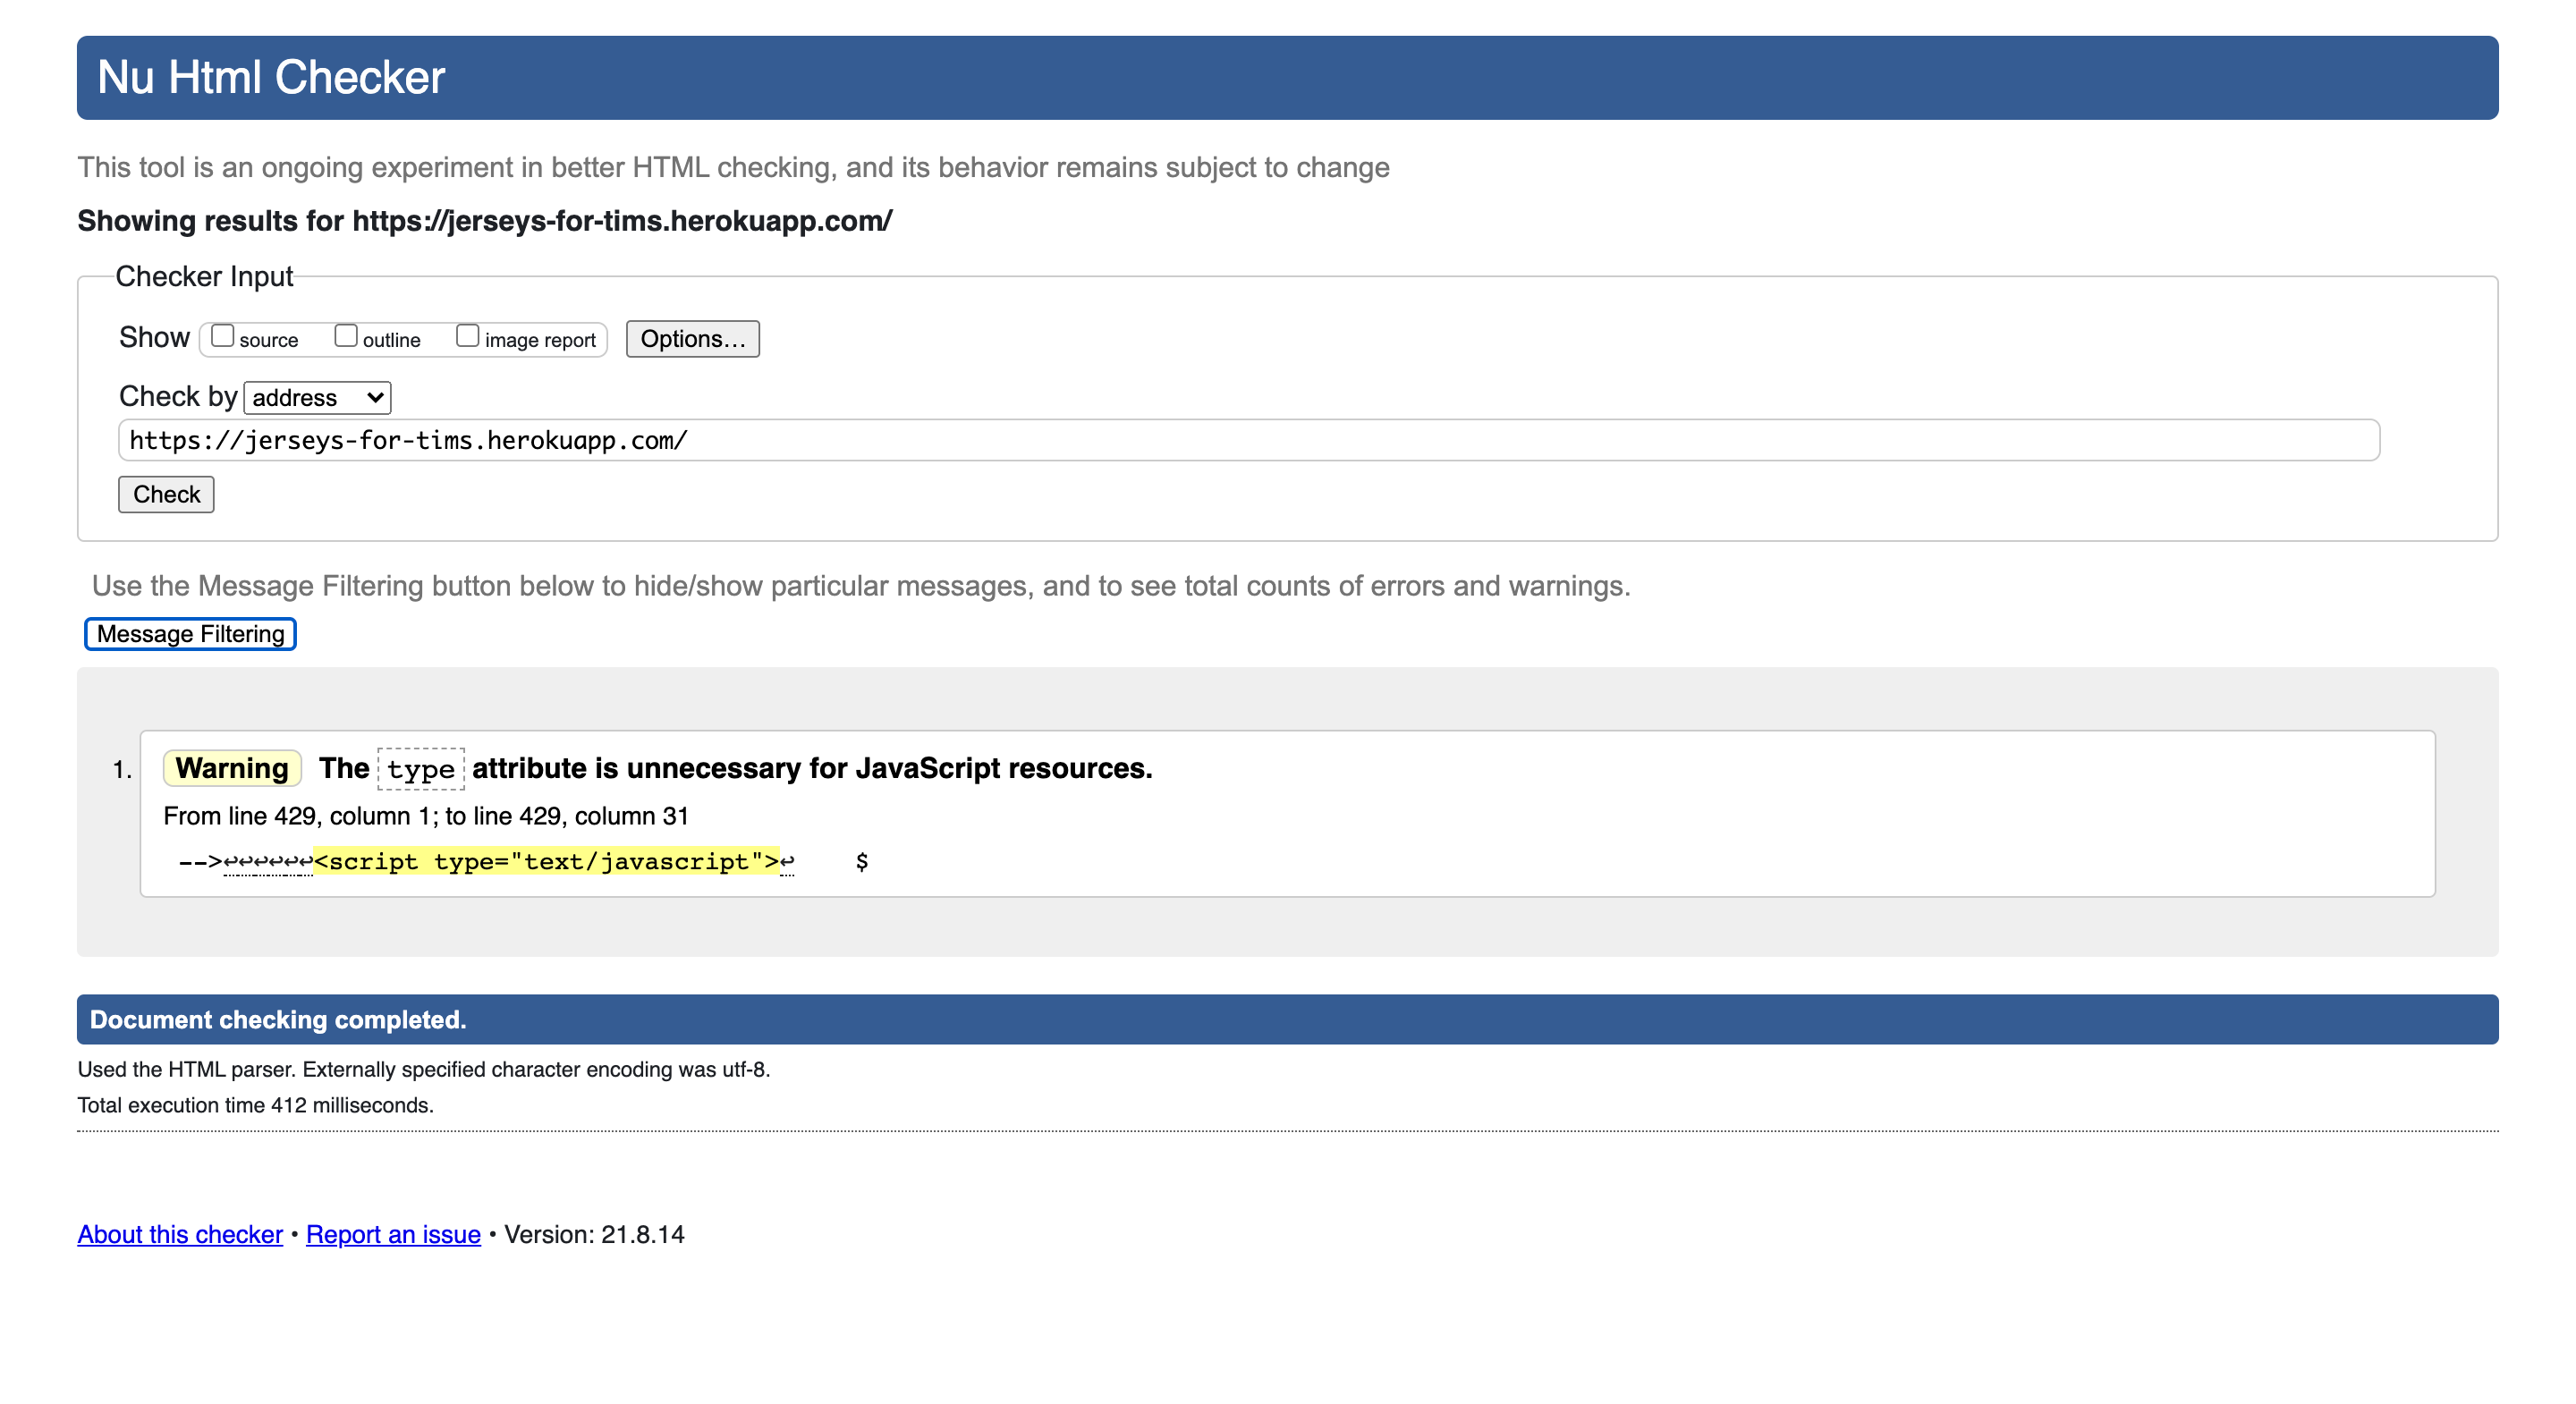 Nu Html Checker
This tool is an ongoing experiment in better HTML checking, and its behavior remains subject to change
Showing results for https://jerseys-for-tims.herokuapp.com/
Checker Input
Show source outline image report Options...
Check by address
https://jerseys-for-tims.herokuapp.com/
Check
Use the Message Filtering button below to hide/show particular messages, and to see total counts of errors and warnings.
Message Filtering
1. Warning The type attribute is unnecessary for JavaScript resources.
From line 429, column 1; to line 429, column 31
-->↩↩↩↩↩↩<script type="text/javascript">↩ $
Document checking completed.
Used the HTML parser. Externally specified character encoding was utf-8.
Total execution time 412 milliseconds.
About this checker • Report an issue • Version: 21.8.14